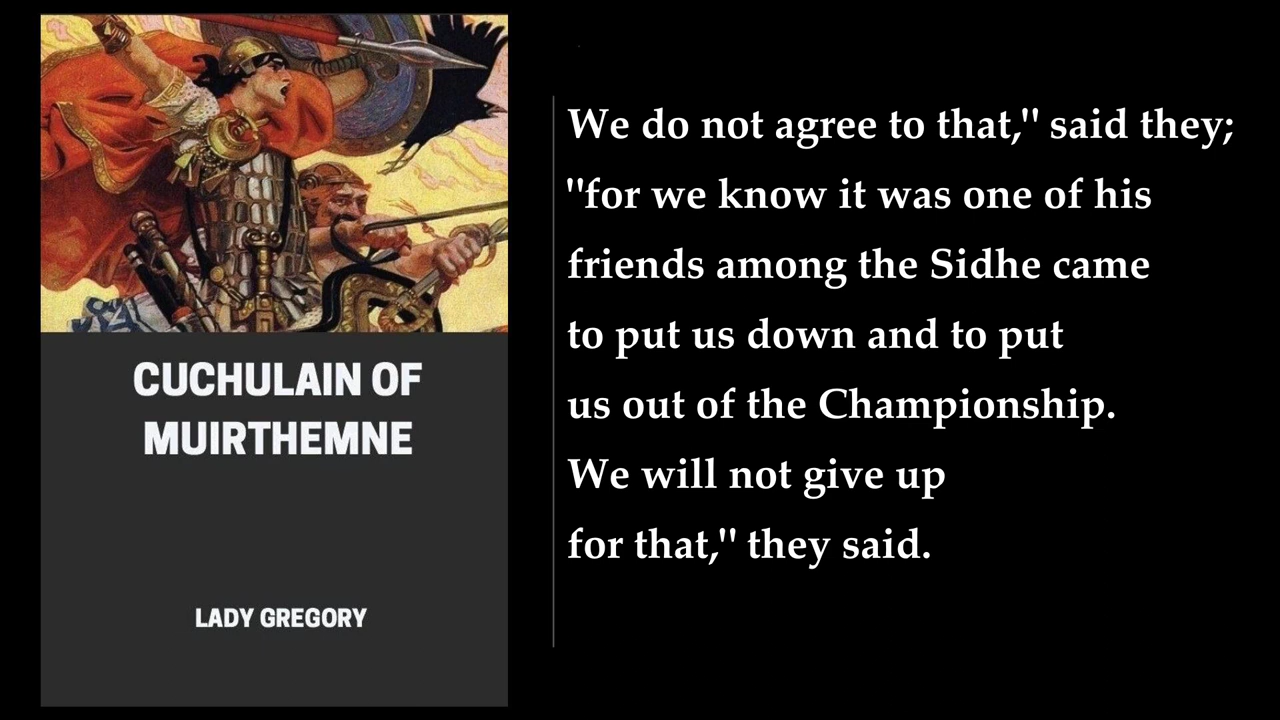 CUCHULAIN OF
MUIRTHEMNE
LADY GREGORY
We do not agree to that," said they;
"for we know it was one of his
friends among the Sidhe came
to put us down and to put
us out of the Championship.
We will not give up
for that," they said.